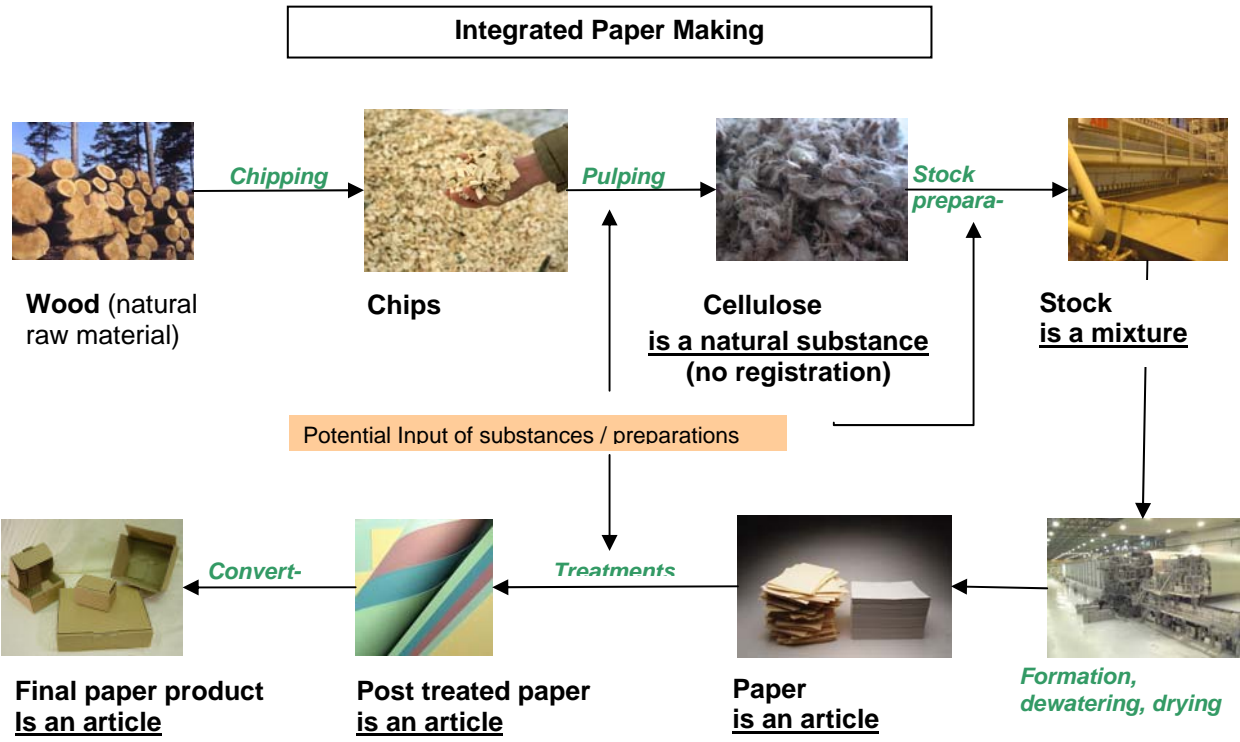 Integrated Paper Making
Chipping
Pulping
Stock
prepara-
Wood (natural
raw material)
Chips
Cellulose
is a natural substance
(no registration)
Stock
is a mixture
Potential Input of substances / preparations
Convert-
Treatments
Final paper product
Is an article
Post treated paper
is an article
Paper
is an article
Formation,
dewatering, drying